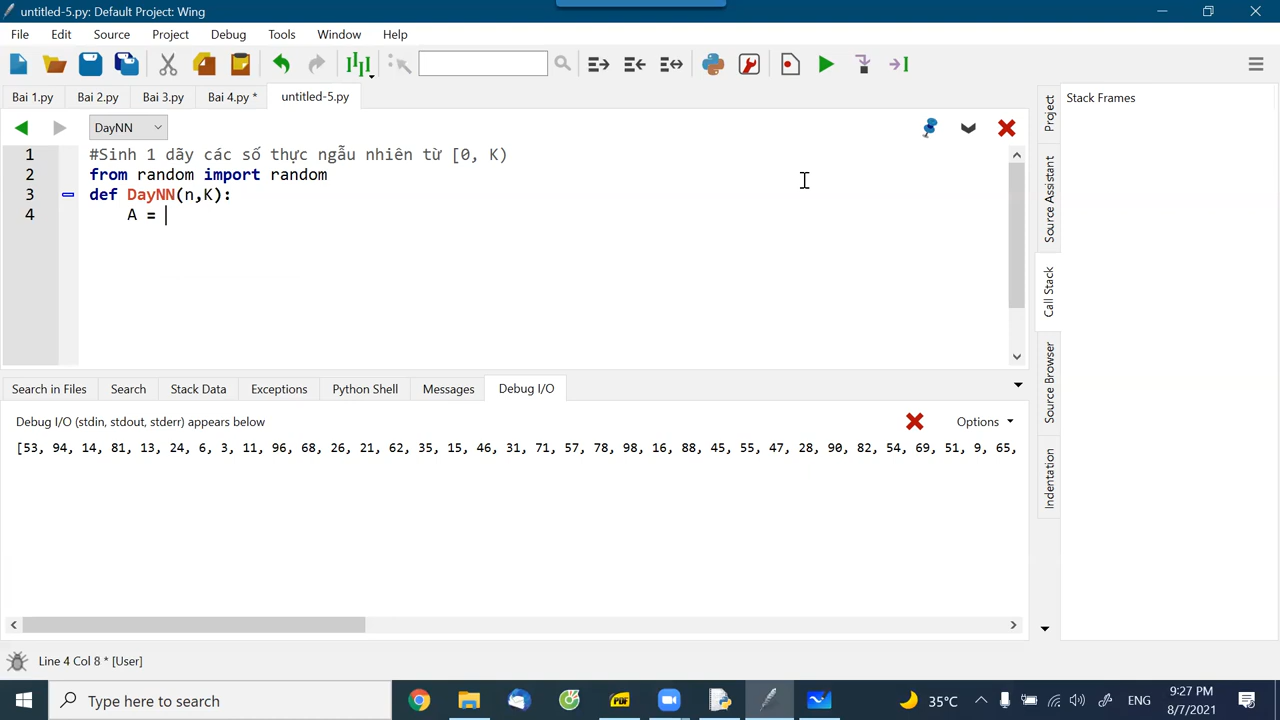 untitled-5.py: Default Project: Wing
File Edit Source Project Debug Tools Window Help
Bai 1.py Bai 2.py Bai 3.py Bai 4.py * untitled-5.py
DayNN
1 #Sinh 1 dãy các số thực ngẫu nhiên từ [0, K)
2 from random import random
3 def DayNN(n,K):
4 A =
Search in Files Search Stack Data Exceptions Python Shell Messages Debug I/O
Debug I/O (stdin, stdout, stderr) appears below
Options
[53, 94, 14, 81, 13, 24, 6, 3, 11, 96, 68, 26, 21, 62, 35, 15, 46, 31, 71, 57, 78, 98, 16, 88, 45, 55, 47, 28, 90, 82, 54, 69, 51, 9, 65,
Line 4 Col 8 * [User]
Project
Source Assistant
Call Stack
Source Browser
Indentation
Stack Frames
Type here to search
PDF
35°C
ENG
9:27 PM
8/7/2021